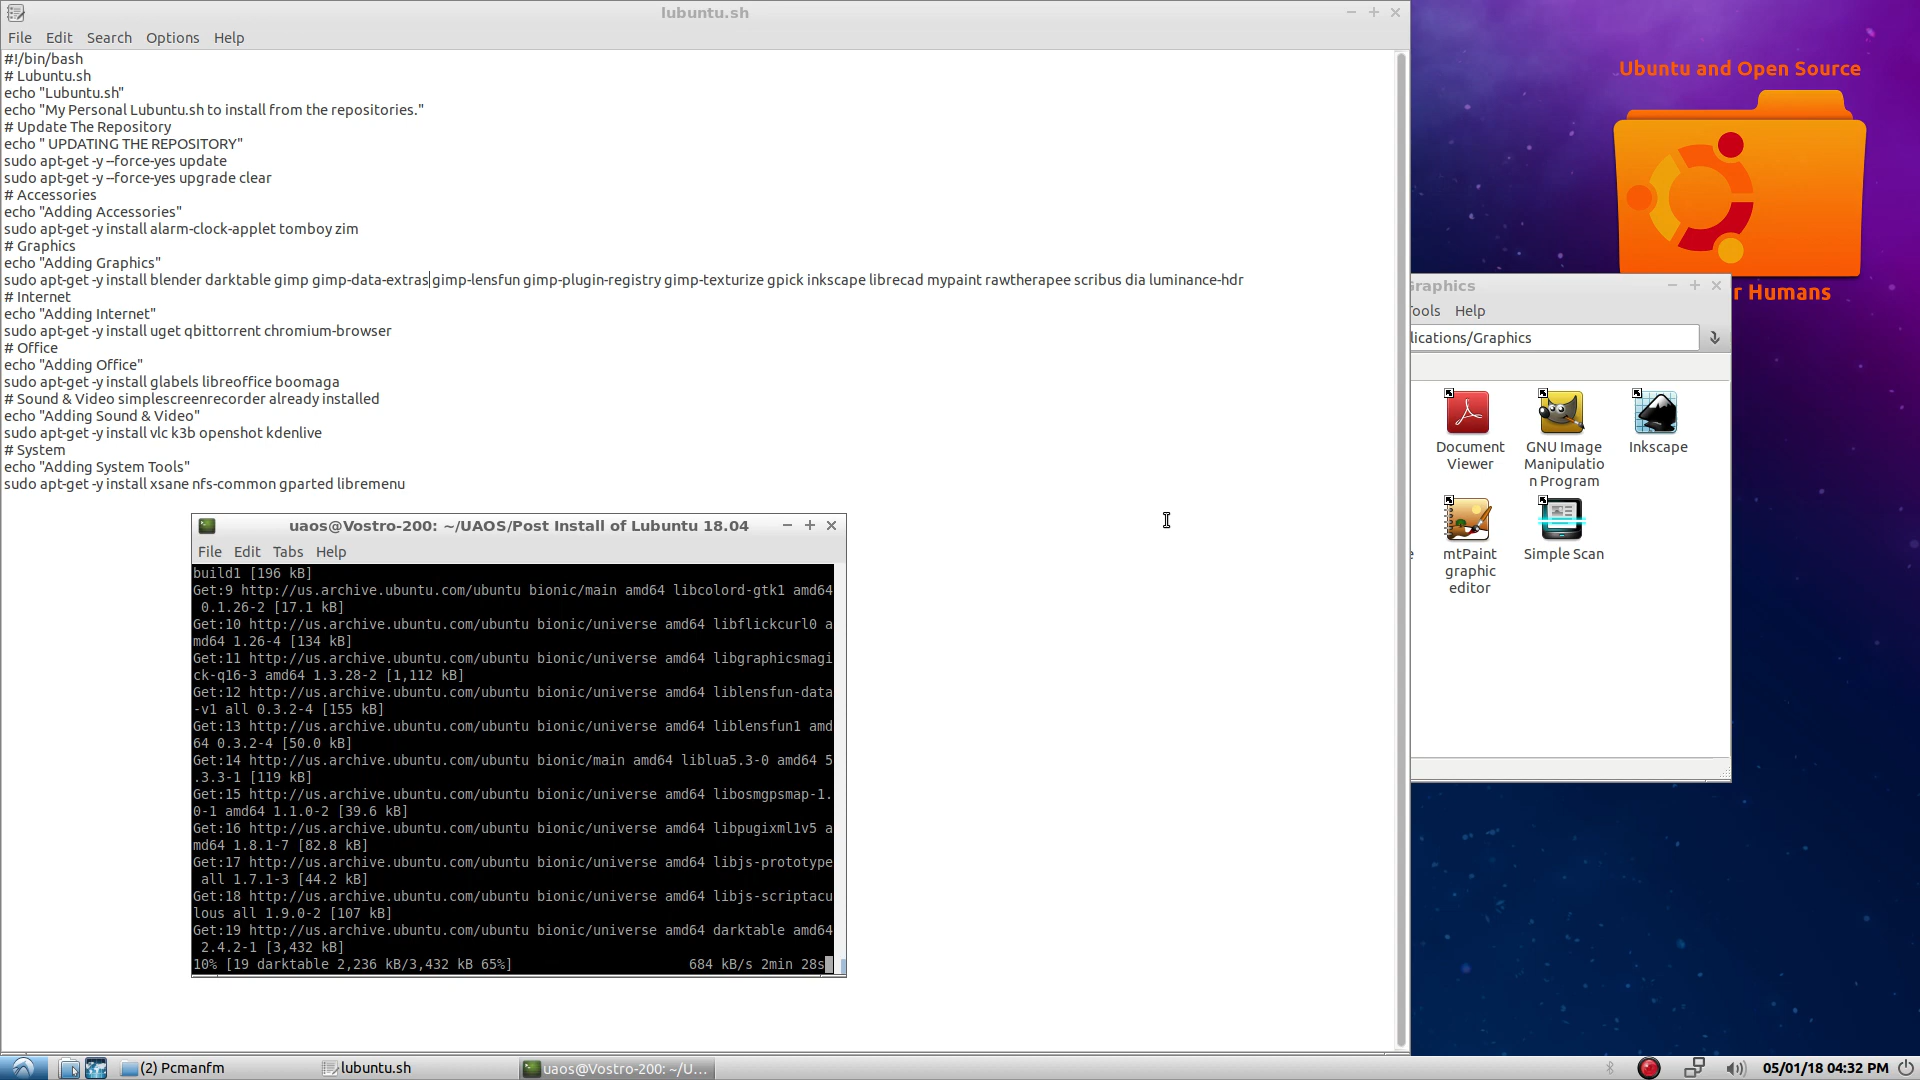 lubuntu.sh
File Edit Search Options Help
#!/bin/bash
# Lubuntu.sh
echo "Lubuntu.sh"
echo "My Personal Lubuntu.sh to install from the repositories."
# Update The Repository
echo " UPDATING THE REPOSITORY"
sudo apt-get -y --force-yes update
sudo apt-get -y --force-yes upgrade clear
# Accessories
echo "Adding Accessories"
sudo apt-get -y install alarm-clock-applet tomboy zim
# Graphics
echo "Adding Graphics"
sudo apt-get -y install blender darktable gimp gimp-data-extras gimp-lensfun gimp-plugin-registry gimp-texturize gpick inkscape librecad mypaint rawtherapee scribus dia luminance-hdr
# Internet
echo "Adding Internet"
sudo apt-get -y install uget qbittorrent chromium-browser
# Office
echo "Adding Office"
sudo apt-get -y install glabels libreoffice boomaga
# Sound & Video simplescreenrecorder already installed
echo "Adding Sound & Video"
sudo apt-get -y install vlc k3b openshot kdenlive
# System
echo "Adding System Tools"
sudo apt-get -y install xsane nfs-common gparted libremenu
uaos@Vostro-200: ~/UAOS/Post Install of Lubuntu 18.04
File Edit Tabs Help
build1 [196 kB]
Get:9 http://us.archive.ubuntu.com/ubuntu bionic/main amd64 libcolord-gtk1 amd64
0.1.26-2 [17.1 kB]
Get:10 http://us.archive.ubuntu.com/ubuntu bionic/universe amd64 libflickcurl0 a
md64 1.26-4 [134 kB]
Get:11 http://us.archive.ubuntu.com/ubuntu bionic/universe amd64 libgraphicsmagi
ck-q16-3 amd64 1.3.28-2 [1,112 kB]
Get:12 http://us.archive.ubuntu.com/ubuntu bionic/universe amd64 liblensfun-data
-v1 all 0.3.2-4 [155 kB]
Get:13 http://us.archive.ubuntu.com/ubuntu bionic/universe amd64 liblensfun1 amd
64 0.3.2-4 [50.0 kB]
Get:14 http://us.archive.ubuntu.com/ubuntu bionic/main amd64 liblua5.3-0 amd64 5
.3.3-1 [119 kB]
Get:15 http://us.archive.ubuntu.com/ubuntu bionic/universe amd64 libosmgpsmap-1.
0-1 amd64 1.1.0-2 [39.6 kB]
Get:16 http://us.archive.ubuntu.com/ubuntu bionic/universe amd64 libpugixml1v5 a
md64 1.8.1-7 [82.8 kB]
Get:17 http://us.archive.ubuntu.com/ubuntu bionic/universe amd64 libjs-prototype
all 1.7.1-3 [44.2 kB]
Get:18 http://us.archive.ubuntu.com/ubuntu bionic/universe amd64 libjs-scriptacu
lous all 1.9.0-2 [107 kB]
Get:19 http://us.archive.ubuntu.com/ubuntu bionic/universe amd64 darktable amd64
2.4.2-1 [3,432 kB]
10% [19 darktable 2,236 kB/3,432 kB 65%] 684 kB/s 2min 28s
Ubuntu and Open Source
r Humans
raphics
ools Help
lications/Graphics
Document
Viewer
GNU Image
Manipulatio
n Program
Inkscape
mtPaint
graphic
editor
Simple Scan
(2) Pcmanfm
lubuntu.sh
uaos@Vostro-200: ~/U...
05/01/18 04:32 PM